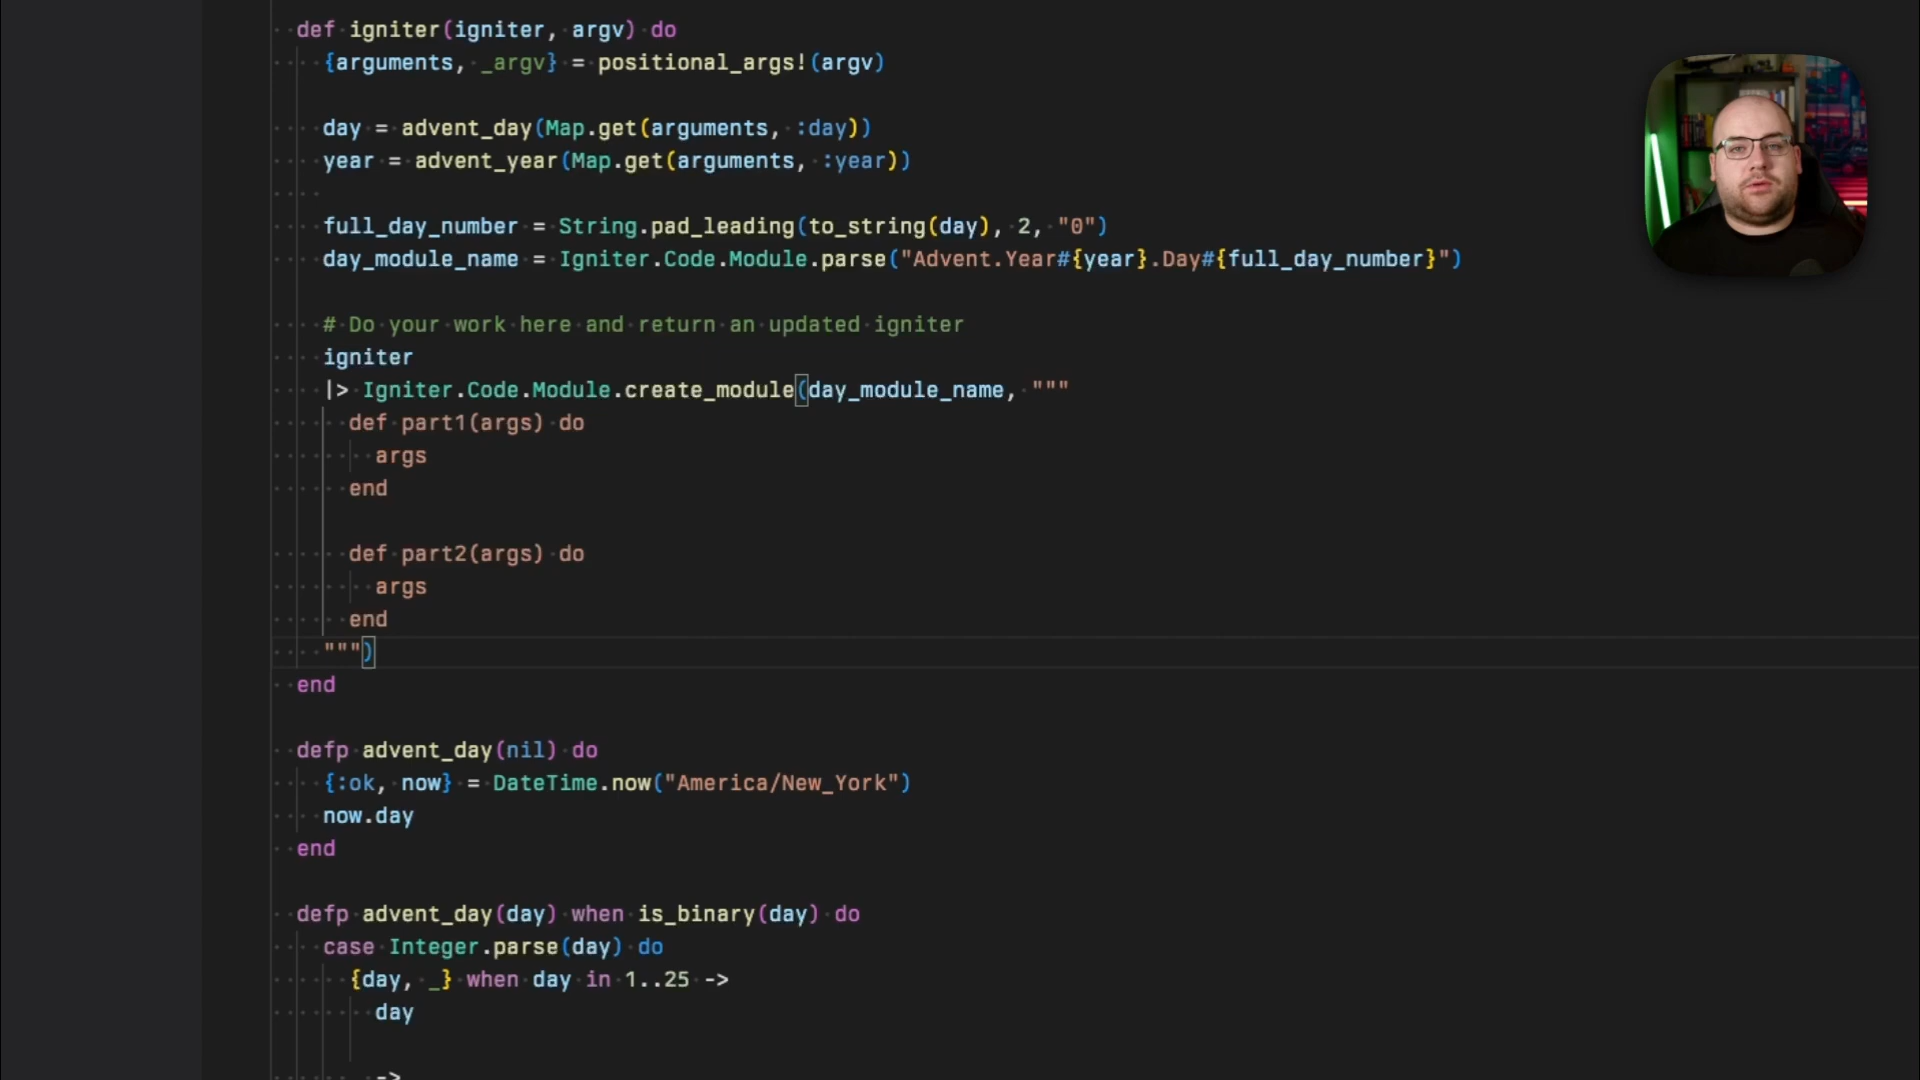 def igniter(igniter, argv) do
{arguments, _argv} = positional_args!(argv)
day = advent_day(Map.get(arguments, :day))
year = advent_year(Map.get(arguments, :year))
full_day_number = String.pad_leading(to_string(day), 2, "0")
day_module_name = Igniter.Code.Module.parse("Advent.Year#{year}.Day#{full_day_number}")
# Do your work here and return an updated igniter
igniter
|> Igniter.Code.Module.create_module(day_module_name, """
def part1(args) do
args
end
def part2(args) do
args
end
""")
end
defp advent_day(nil) do
{:ok, now} = DateTime.now("America/New_York")
now.day
end
defp advent_day(day) when is_binary(day) do
case Integer.parse(day) do
{day, _} when day in 1..25 ->
day
_ ->